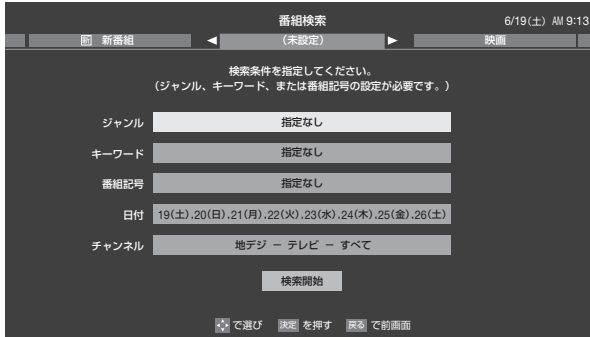 番組検索 6/19(土) AM 9:13
新 新番組 ◀ (未設定) ▶ 映画
検索条件を指定してください。
(ジャンル、キーワード、または番組記号の設定が必要です。)
ジャンル 指定なし
キーワード 指定なし
番組記号 指定なし
日付 19(土).20(日).21(月).22(火).23(水).24(木).25(金).26(土)
チャンネル 地デジ － テレビ － すべて
検索開始
で選び 決定 を押す 戻る で前画面